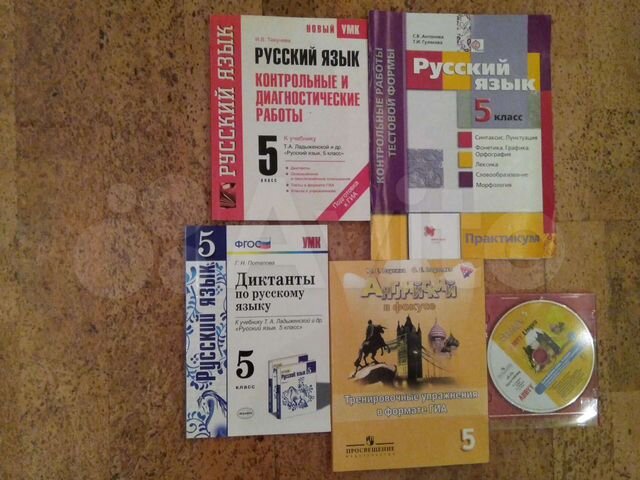 РУССКИЙ ЯЗЫК
НОВЫЙ УМК
РУССКИЙ ЯЗЫК
КОНТРОЛЬНЫЕ И
ДИАГНОСТИЧЕСКИЕ
РАБОТЫ
5
КЛАСС
К учебнику
Т.А. Ладыженской и др.
«Русский язык. 5 класс»
Диктанты
Подготовка
к ГИА
КОНТРОЛЬНЫЕ РАБОТЫ
ТЕСТОВОЙ ФОРМЫ
С.В. Антонова
Т.И. Гулякова
Русский
язык
5 класс
Синтаксис. Пунктуация
Фонетика. Графика.
Орфография
Лексика
Словообразование
Морфология
Практикум
5
Русский язык
ФГОС
УМК
Г. Н. Потапова
Диктанты
по русскому
языку
К учебнику Т. А. Ладыженской и др.
«Русский язык. 5 класс»
5
КЛАСС
Английский
в фокусе
Тренировочные упражнения
в формате ГИА
ПРОСВЕЩЕНИЕ
ИЗДАТЕЛЬСТВО
5
ABBYY